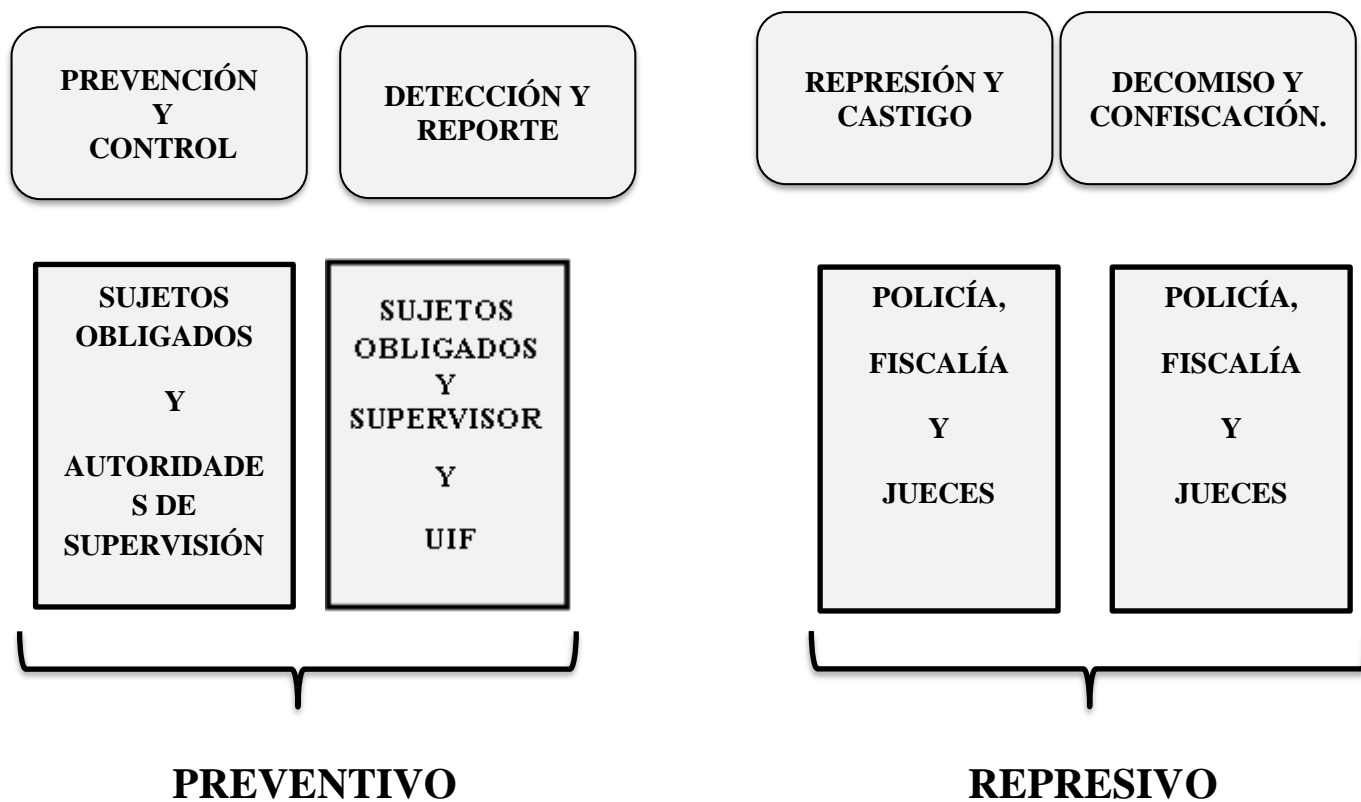 PREVENCIÓN
Y
CONTROL
DETECCIÓN Y
REPORTE
REPRESIÓN Y
CASTIGO
DECOMISO Y
CONFISCACIÓN.
SUJETOS
OBLIGADOS
Y
AUTORIDADE
S DE
SUPERVISIÓN
SUJETOS
OBLIGADOS
Y
SUPERVISOR
Y
UIF
POLICÍA,
FISCALÍA
Y
JUECES
POLICÍA,
FISCALÍA
Y
JUECES
PREVENTIVO
REPRESIVO